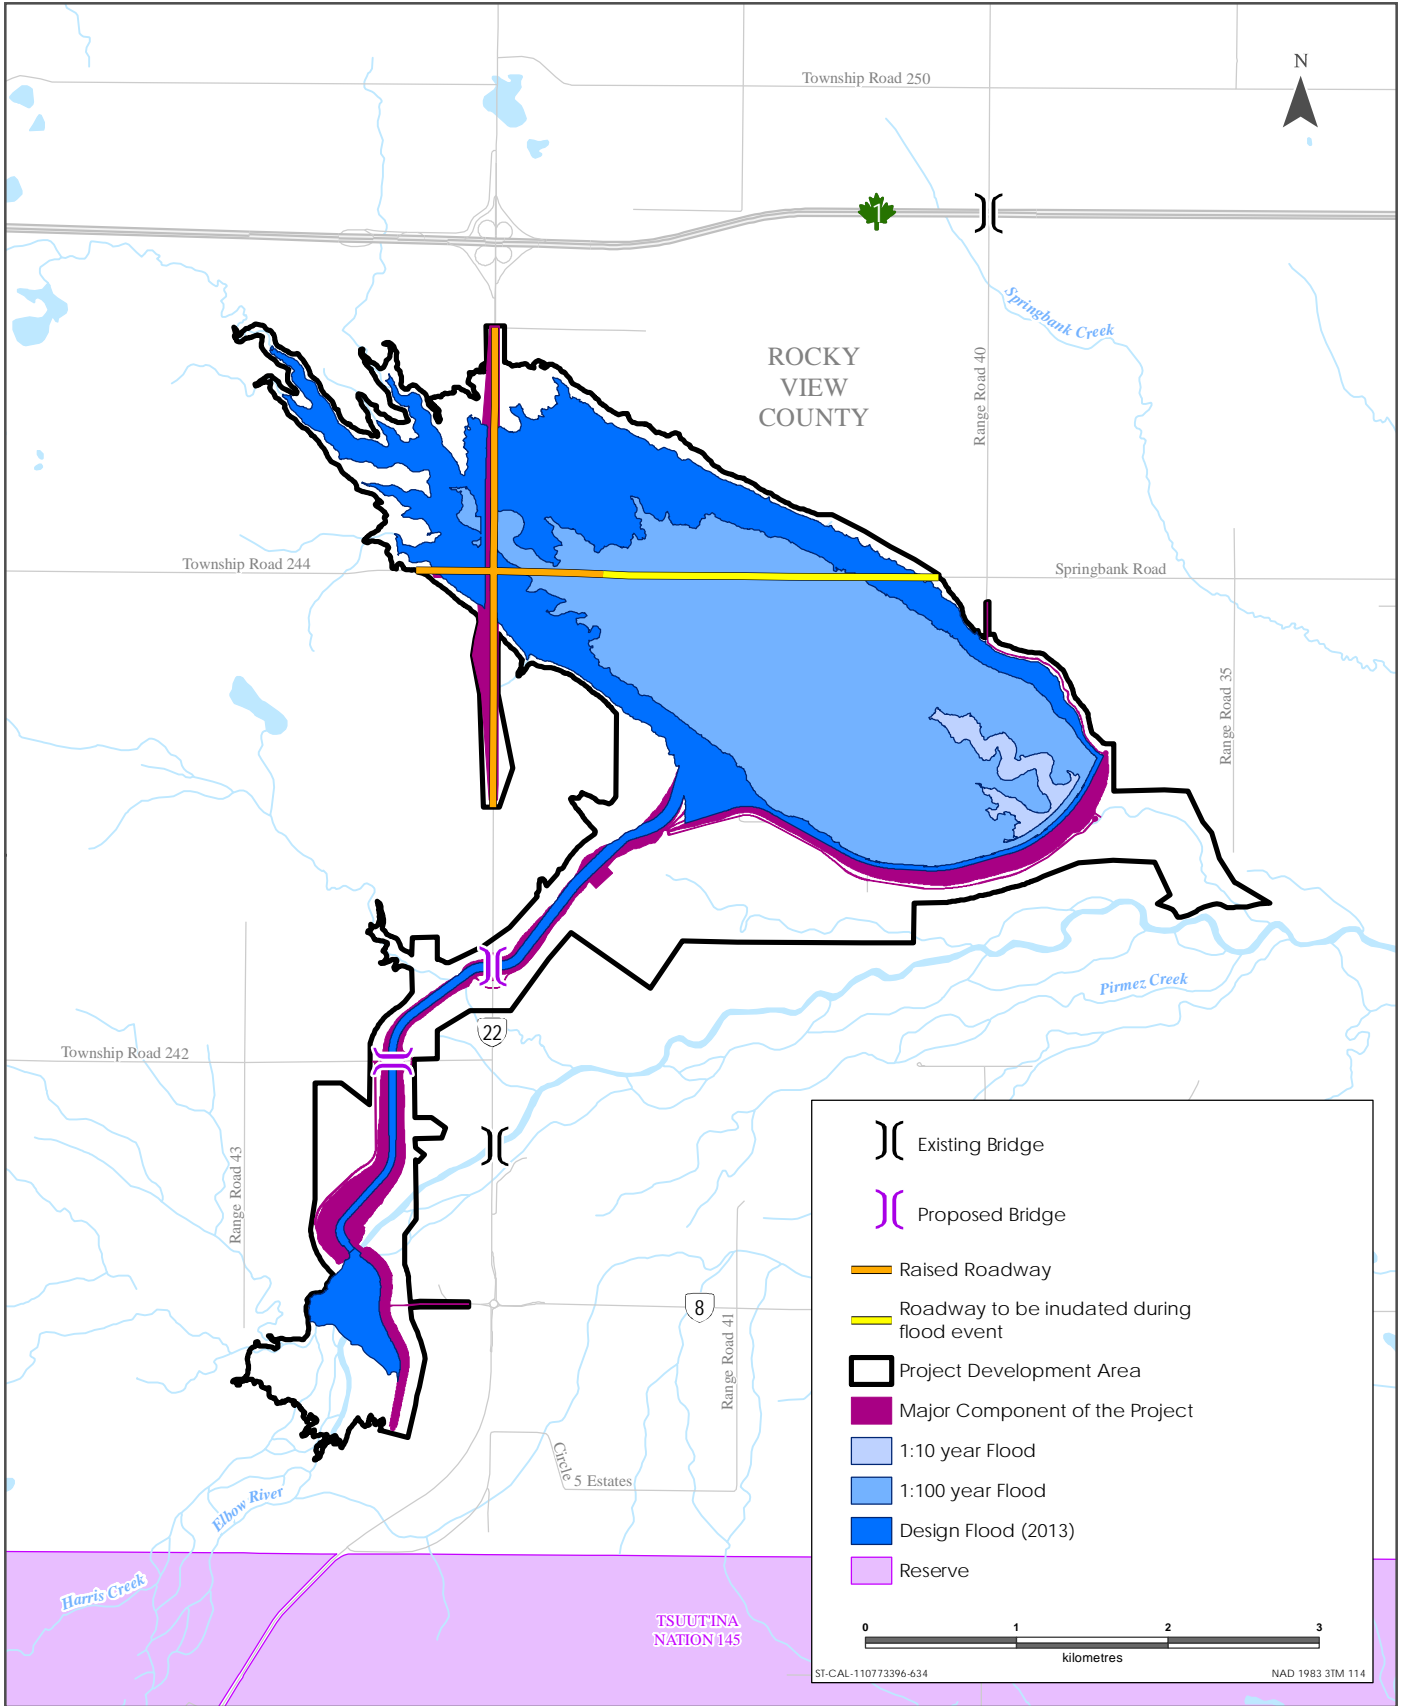 Township Road 250
N
1
Springbank Creek
ROCKY
VIEW
COUNTY
Range Road 40
Township Road 244
Springbank Road
Range Road 35
Pirmez Creek
22
Township Road 242
Range Road 43
8
Range Road 41
Circle 5 Estates
Elbow River
Harris Creek
TSUUT'INA
NATION 145
Existing Bridge
Proposed Bridge
Raised Roadway
Roadway to be inudated during
flood event
Project Development Area
Major Component of the Project
1:10 year Flood
1:100 year Flood
Design Flood (2013)
Reserve
0 1 2 3
kilometres
ST-CAL-110773396-634 NAD 1983 3TM 114